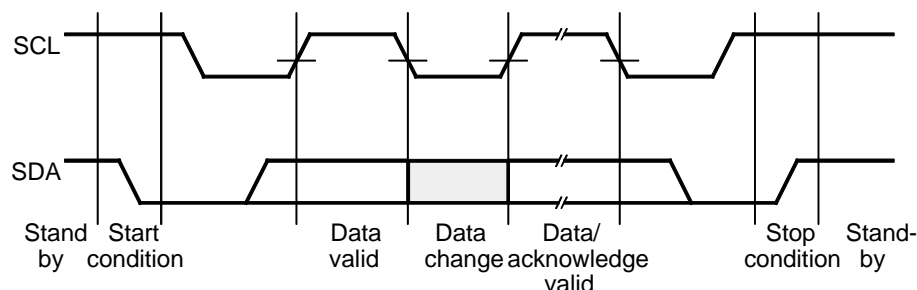 SCL
SDA
Stand Start Data Data Data/ Stop Stand-
by condition valid change acknowledge condition by
valid